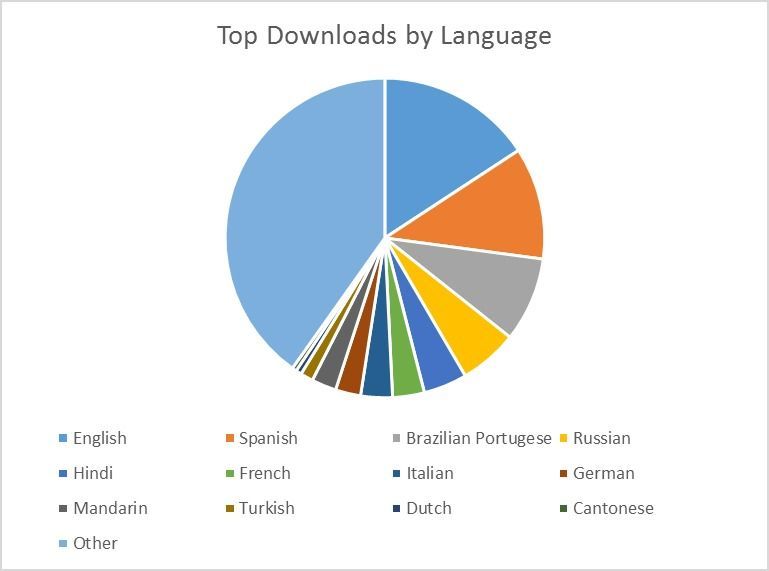 Top Downloads by Language
English Spanish Brazilian Portugese Russian
Hindi French Italian German
Mandarin Turkish Dutch Cantonese
Other